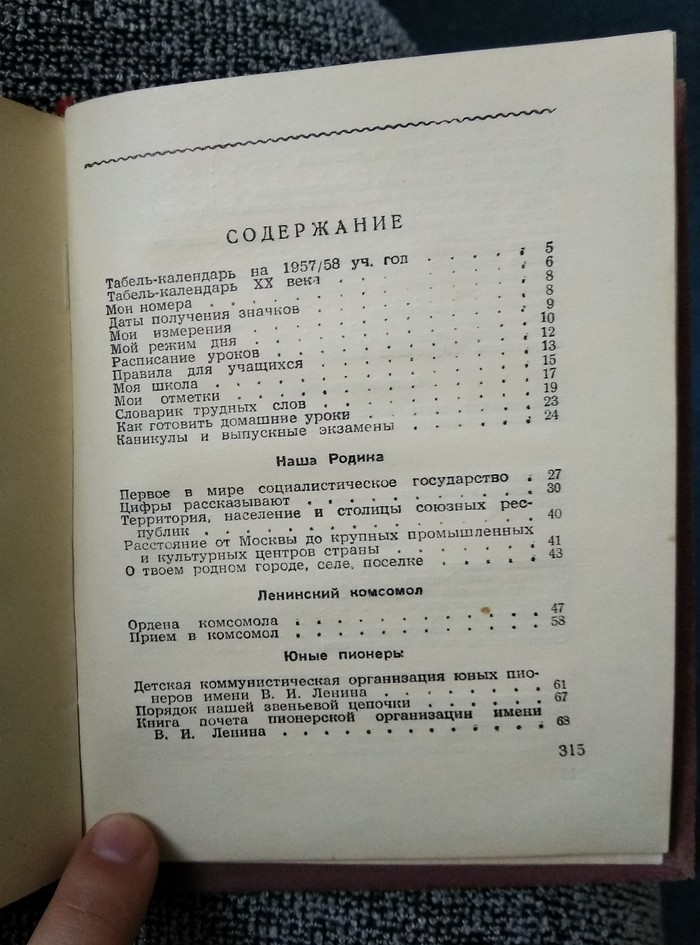 СОДЕРЖАНИЕ
Табель-календарь на 1957/58 уч. год . . . . . 5
Табель-календарь XX века . . . . . . . . 6
Мои номера . . . . . . . . . . . . 8
Даты получения значков . . . . . . . . 8
Мои измерения . . . . . . . . . . . 9
Мой режим дня . . . . . . . . . . . 10
Расписание уроков . . . . . . . . . . 12
Правила для учащихся . . . . . . . . . 13
Моя школа . . . . . . . . . . . . 15
Мои отметки . . . . . . . . . . . . 17
Словарик трудных слов . . . . . . . . . 19
Как готовить домашние уроки . . . . . . . 23
Каникулы и выпускные экзамены . . . . . . 24
Наша Родина
Первое в мире социалистическое государство . 27
Цифры рассказывают . . . . . . . . . . 30
Территория, население и столицы союзных рес-
публик . . . . . . . . . . . . . 40
Расстояние от Москвы до крупных промышленных
и культурных центров страны . . . . . . 41
О твоем родном городе, селе, поселке . . . . . 43
Ленинский комсомол
Ордена комсомола . . . . . . . . . . 47
Прием в комсомол . . . . . . . . . . 58
Юные пионеры
Детская коммунистическая организация юных пио-
неров имени В. И. Ленина . . . . . . . 61
Порядок нашей звеньевой цепочки . . . . . . 67
Книга почета пионерской организации имени
В. И. Ленина . . . . . . . . . . . 68
315